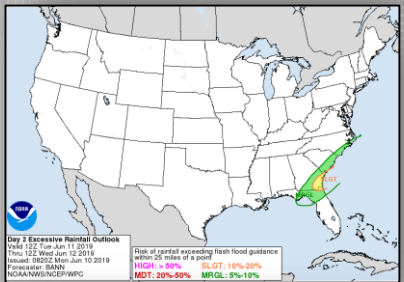 SLGT
MRGL
noaa
Day 2 Excessive Rainfall Outlook
Valid 12Z Tue Jun 11 2019
Thru 12Z Wed Jun 12 2019
Issued: 0820Z Mon Jun 10 2019
Forecaster: BANN
NOAA/NWS/NCEP/WPC
Risk of rainfall exceeding flash flood guidance
within 25 miles of a point
HIGH: > 50% SLGT: 10%-20%
MDT: 20%-50% MRGL: 5%-10%